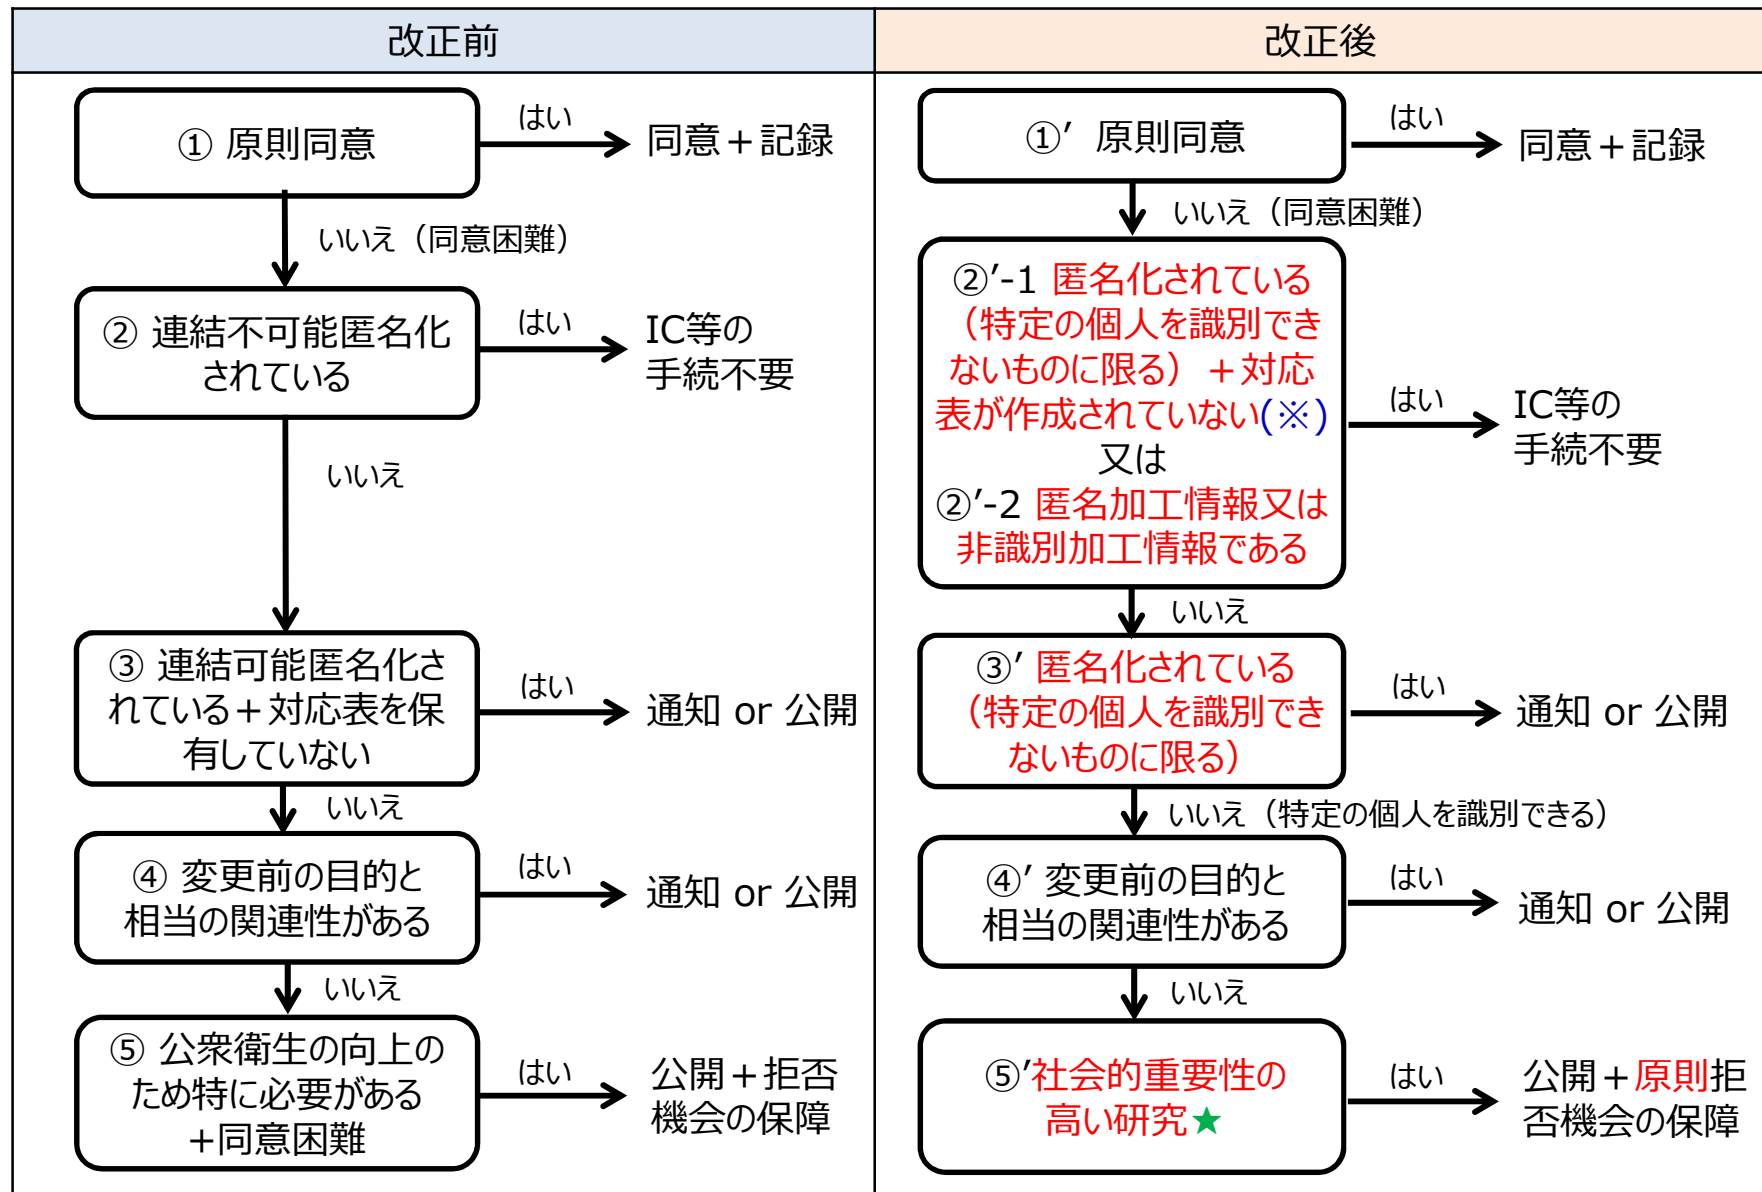 改正前
① 原則同意
はい
同意＋記録
いいえ（同意困難）
② 連結不可能匿名化
されている
はい
IC等の
手続不要
いいえ
③ 連結可能匿名化さ
れている＋対応表を保
有していない
はい
通知 or 公開
いいえ
④ 変更前の目的と
相当の関連性がある
はい
通知 or 公開
いいえ
⑤ 公衆衛生の向上の
ため特に必要がある
+同意困難
はい
公開＋拒否
機会の保障
改正後
①′ 原則同意
はい
同意＋記録
いいえ（同意困難）
②′-1 匿名化されている
（特定の個人を識別でき
ないものに限る）＋対応
表が作成されていない(※)
又は
②′-2 匿名加工情報又は
非識別加工情報である
はい
IC等の
手続不要
いいえ
③′ 匿名化されている
（特定の個人を識別でき
ないものに限る）
はい
通知 or 公開
いいえ（特定の個人を識別できる）
④′ 変更前の目的と
相当の関連性がある
はい
通知 or 公開
いいえ
⑤′社会的重要性の
高い研究★
はい
公開＋原則拒
否機会の保障